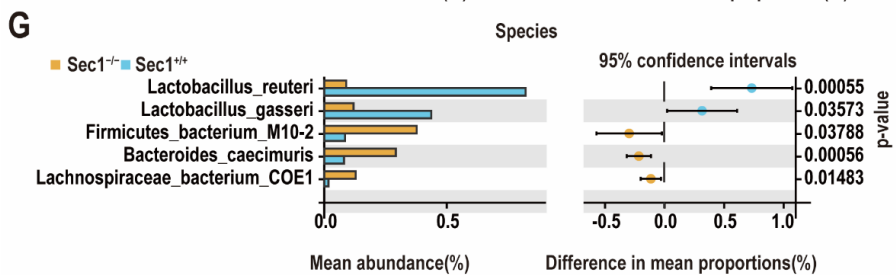 G
Species
Sec1⁻/⁻ Sec1⁺/⁺
95% confidence intervals
Lactobacillus_reuteri
0.00055
Lactobacillus_gasseri
0.03573
Firmicutes_bacterium_M10-2
0.03788
Bacteroides_caecimuris
0.00056
Lachnospiraceae_bacterium_COE1
0.01483
p-value
0.0 0.5
-0.5 0.0 0.5 1.0
Mean abundance(%)
Difference in mean proportions(%)